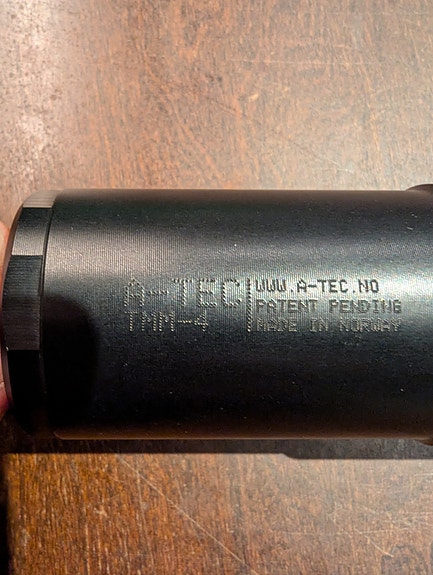 A-TEC
TMM-4
WWW.A-TEC.NO
PATENT PENDING
MADE IN NORWAY